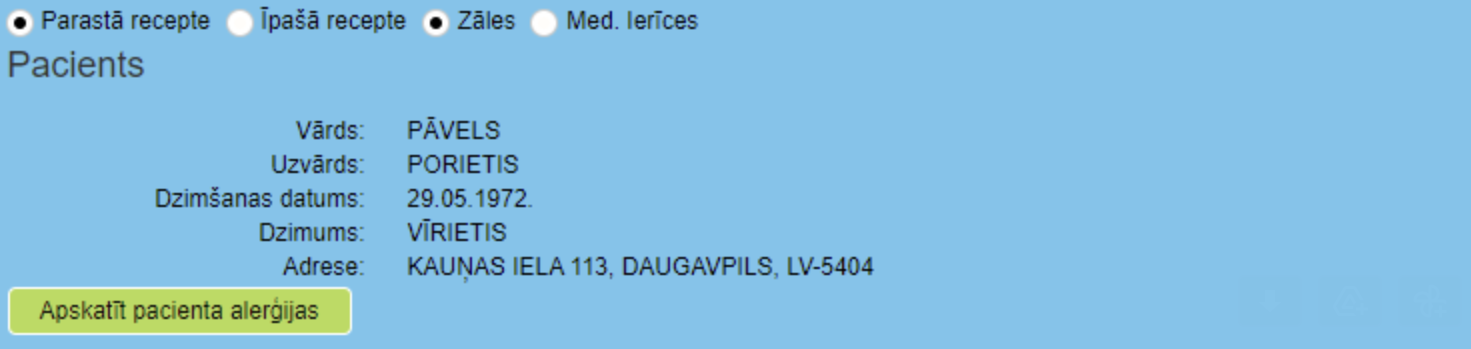 Parastā recepte Īpašā recepte Zāles Med. Ierīces
Pacients
Vārds: PĀVELS
Uzvārds: PORIETIS
Dzimšanas datums: 29.05.1972.
Dzimums: VĪRIETIS
Adrese: KAUŅAS IELA 113, DAUGAVPILS, LV-5404
Apskatīt pacienta alerģijas